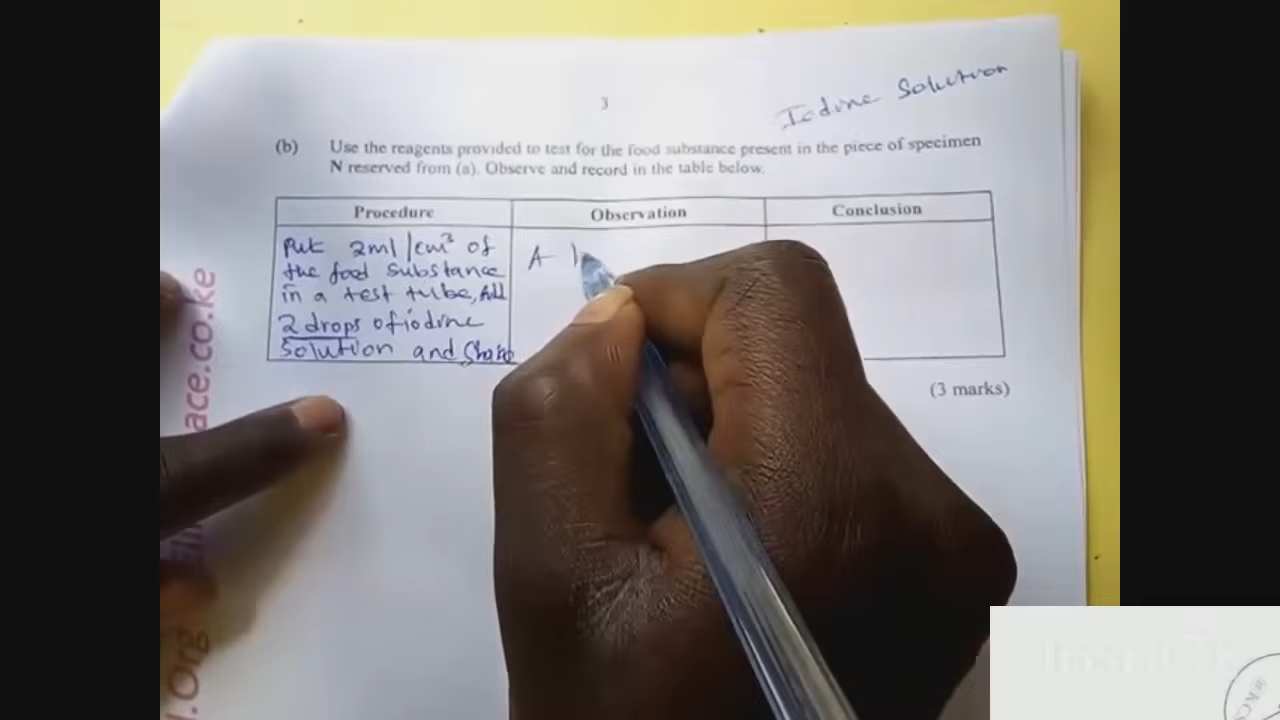 3
Iodine Solution
(b) Use the reagents provided to test for the food substance present in the piece of specimen
N reserved from (a). Observe and record in the table below.
Procedure Observation Conclusion
Put 2ml/cm³ of
the food substance
in a test tube, Add
2 drops of iodine
solution and shake
A
(3 marks)
ace.co.ke
.Org